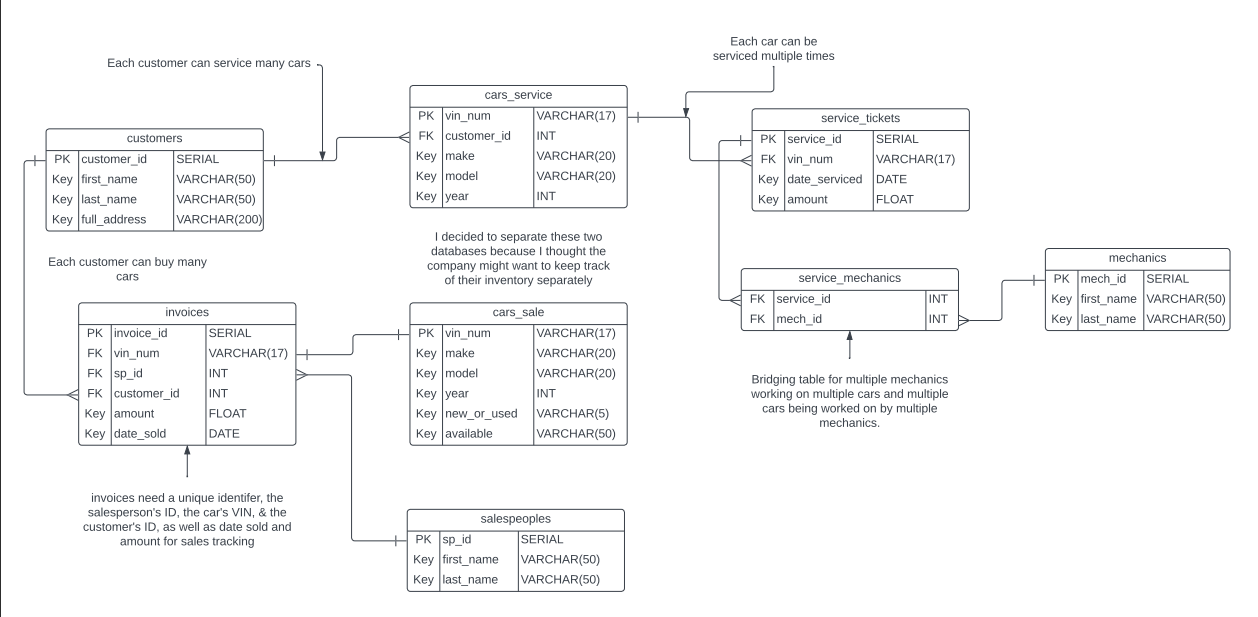 Each customer can service many cars
Each car can be
serviced multiple times
cars_service
PK vin_num VARCHAR(17)
FK customer_id INT
Key make VARCHAR(20)
Key model VARCHAR(20)
Key year INT
service_tickets
PK service_id SERIAL
FK vin_num VARCHAR(17)
Key date_serviced DATE
Key amount FLOAT
customers
PK customer_id SERIAL
Key first_name VARCHAR(50)
Key last_name VARCHAR(50)
Key full_address VARCHAR(200)
I decided to separate these two
databases because I thought the
company might want to keep track
of their inventory separately
Each customer can buy many
cars
mechanics
PK mech_id SERIAL
Key first_name VARCHAR(50)
Key last_name VARCHAR(50)
service_mechanics
FK service_id INT
FK mech_id INT
invoices
PK invoice_id SERIAL
FK vin_num VARCHAR(17)
FK sp_id INT
FK customer_id INT
Key amount FLOAT
Key date_sold DATE
cars_sale
PK vin_num VARCHAR(17)
Key make VARCHAR(20)
Key model VARCHAR(20)
Key year INT
Key new_or_used VARCHAR(5)
Key available VARCHAR(50)
Bridging table for multiple mechanics
working on multiple cars and multiple
cars being worked on by multiple
mechanics.
invoices need a unique identifer, the
salesperson's ID, the car's VIN, & the
customer's ID, as well as date sold and
amount for sales tracking
salespeoples
PK sp_id SERIAL
Key first_name VARCHAR(50)
Key last_name VARCHAR(50)